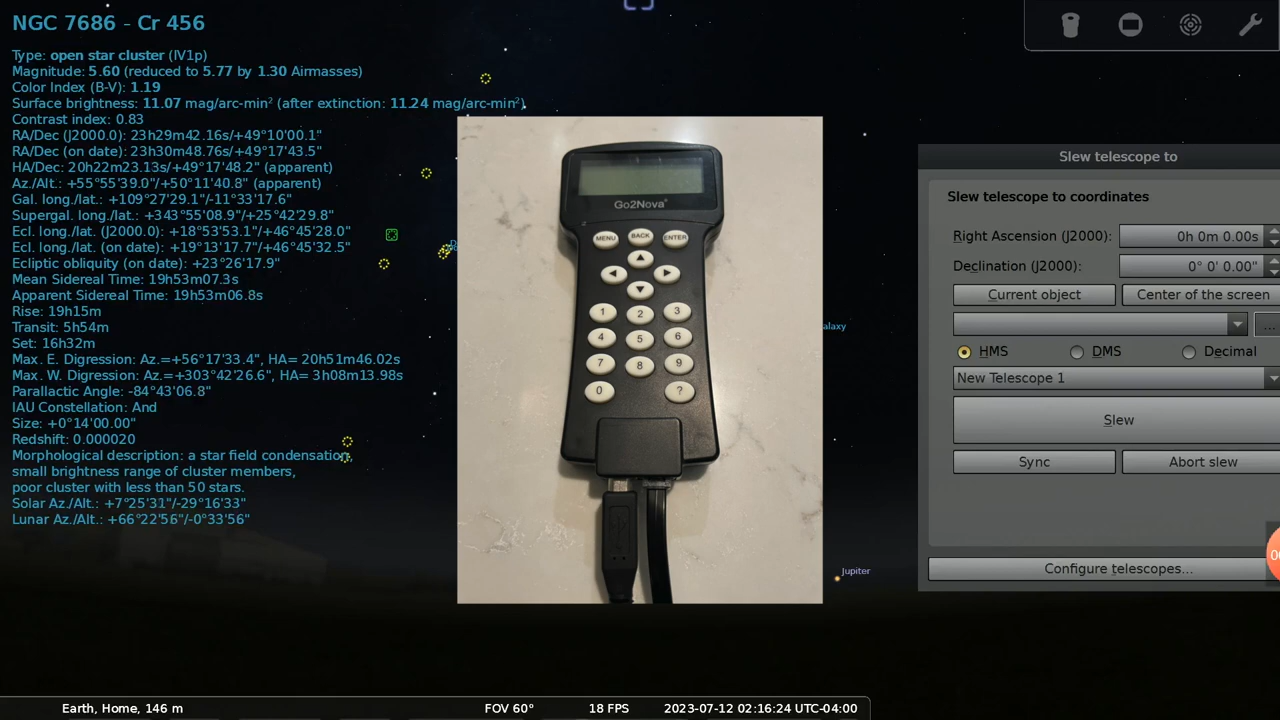 NGC 7686 - Cr 456
Type: open star cluster (IV1p)
Magnitude: 5.60 (reduced to 5.77 by 1.30 Airmasses)
Color Index (B-V): 1.19
Surface brightness: 11.07 mag/arc-min² (after extinction: 11.24 mag/arc-min²)
Contrast index: 0.83
RA/Dec (J2000.0): 23h29m42.16s/+49°10'00.1"
RA/Dec (on date): 23h30m48.76s/+49°17'43.5"
HA/Dec: 20h22m23.13s/+49°17'48.2" (apparent)
Az./Alt.: +55°55'39.0"/+50°11'40.8" (apparent)
Gal. long./lat.: +109°27'29.1"/-11°33'17.6"
Supergal. long./lat.: +343°55'08.9"/+25°42'29.8"
Ecl. long./lat. (J2000.0): +18°53'53.1"/+46°45'28.0"
Ecl. long./lat. (on date): +19°13'17.7"/+46°45'32.5"
Ecliptic obliquity (on date): +23°26'17.9"
Mean Sidereal Time: 19h53m07.3s
Apparent Sidereal Time: 19h53m06.8s
Rise: 19h15m
Transit: 5h54m
Set: 16h32m
Max. E. Digression: Az.=+56°17'33.4", HA= 20h51m46.02s
Max. W. Digression: Az.=+303°42'26.6", HA= 3h08m13.98s
Parallactic Angle: -84°43'06.8"
IAU Constellation: And
Size: +0°14'00.00"
Redshift: 0.000020
Morphological description: a star field condensation,
small brightness range of cluster members,
poor cluster with less than 50 stars.
Solar Az./Alt.: +7°25'31"/-29°16'33"
Lunar Az./Alt.: +66°22'56"/-0°33'56"
Go2Nova®
MENU BACK ENTER
1 2 3
4 5 6
7 8 9
0 ?
alaxy
Jupiter
Slew telescope to
Slew telescope to coordinates
Right Ascension (J2000): 0h 0m 0.00s
Declination (J2000): 0° 0' 0.00"
Current object Center of the screen
...
HMS DMS Decimal
New Telescope 1
Slew
Sync Abort slew
Configure telescopes...
Earth, Home, 146 m FOV 60° 18 FPS 2023-07-12 02:16:24 UTC-04:00